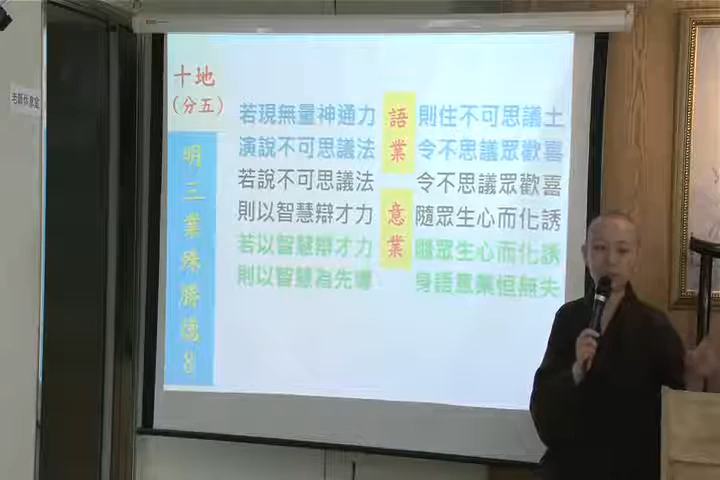 十地
(分五)
明三業殊勝德8
若現無量神通力 則住不可思議土
演說不可思議法 令不思議眾歡喜
若說不可思議法 令不思議眾歡喜
則以智慧辯才力 隨眾生心而化誘
若以智慧辯才力 隨眾生心而化誘
則以智慧為先導 身語意業恒無失
語業
意業